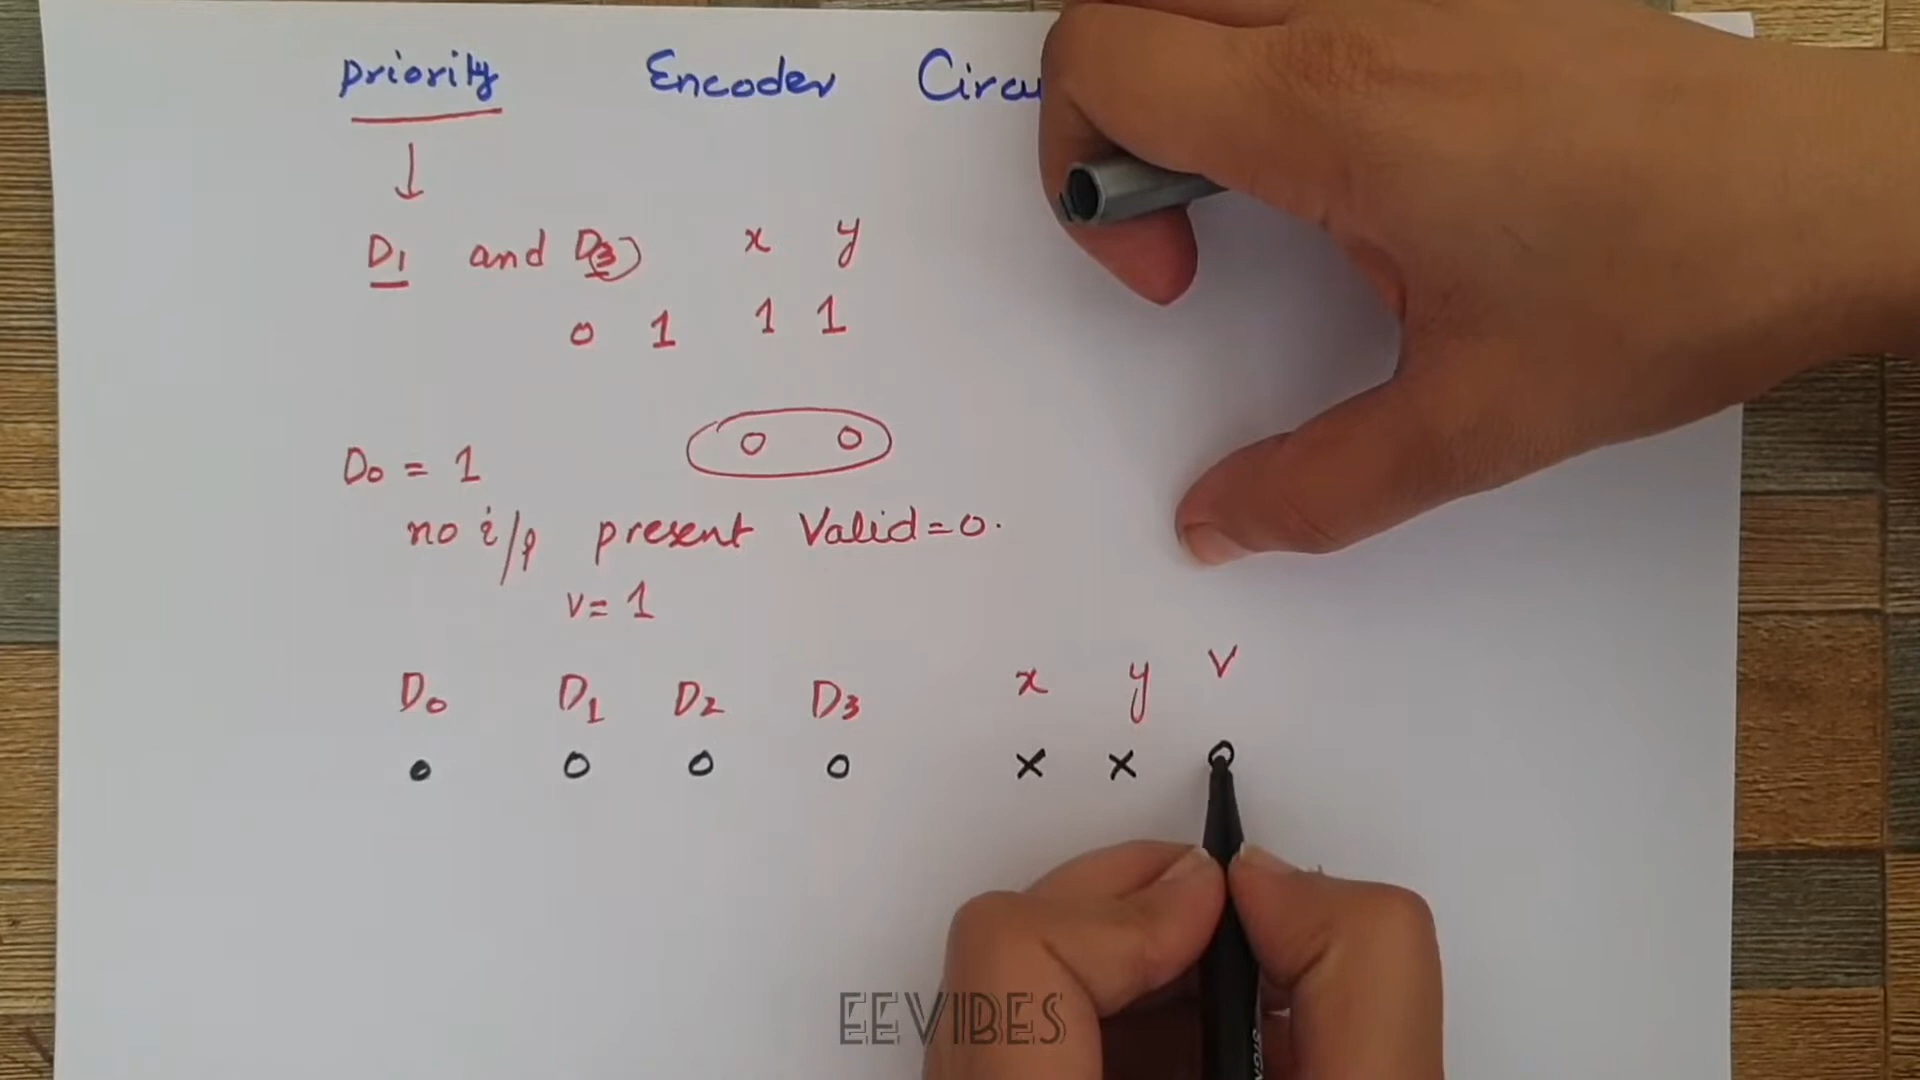 priority Encoder
D1 and D3 x y
0 1 1 1
0 0
D0 = 1
no i/p present Valid=0.
v= 1
D0 D1 D2 D3 x y V
0 0 0 0 x x 0
EEVIBES